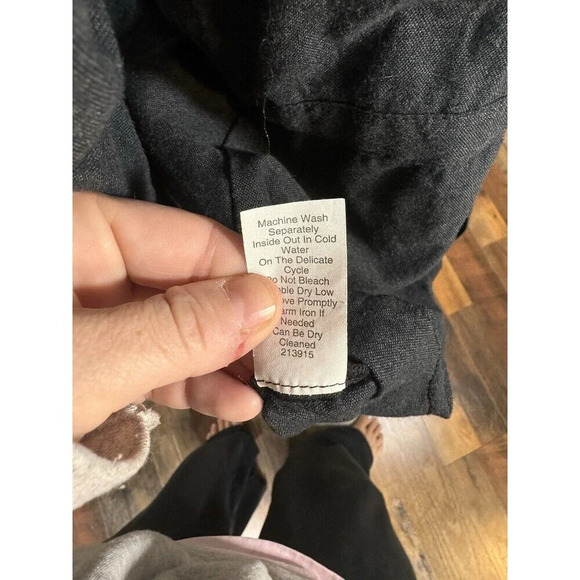 Machine Wash
Separately
Inside Out In Cold
Water
On The Delicate
Cycle
Do Not Bleach
Dry Low
Promptly
Iron If
Needed
Can Be Dry
Cleaned
213915